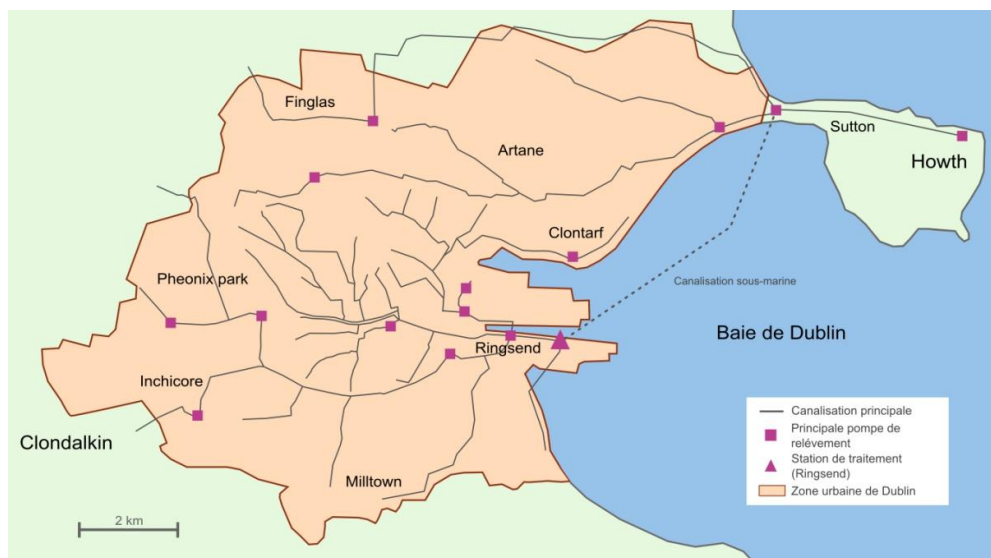 Finglas
Artane
Sutton
Howth
Clontarf
Pheonix park
Canalisation sous-marine
Baie de Dublin
Ringsend
Inchicore
Clondalkin
Milltown
Canalisation principale
Principale pompe de
relévement
Station de traitement
(Ringsend)
Zone urbaine de Dublin
2 km